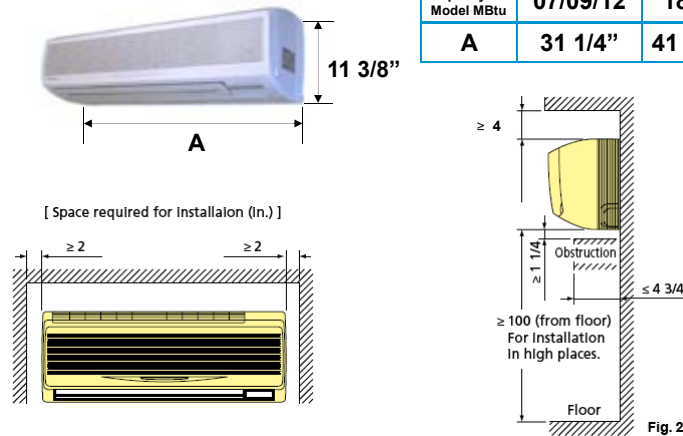 Model MBtu
07/09/12
18
A
31 1/4”
41
11 3/8”
A
≥ 4
[ Space required for Installaion (in.) ]
≥ 2
≥ 2
≥ 1 1/4
Obstruction
≤ 4 3/4
≥ 100 (from floor)
For Installation
In high places.
Floor
Fig. 2